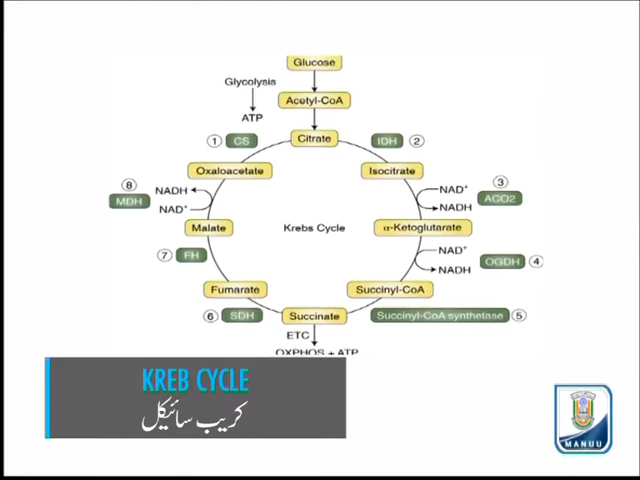 Glucose
Glycolysis
Acetyl-CoA
ATP
Citrate
1 CS
IDH 2
Oxaloacetate
Isocitrate
8
MDH
NADH
NAD+
NAD+
NADH
3
ACO2
Malate
Krebs Cycle
α-Ketoglutarate
7 FH
NAD+
NADH
OGDH 4
Fumarate
Succinyl-CoA
6 SDH
Succinate
Succinyl-CoA synthetase 5
ETC
OXPHOS + ATP
KREB CYCLE
کریب سائیکل
MANUU